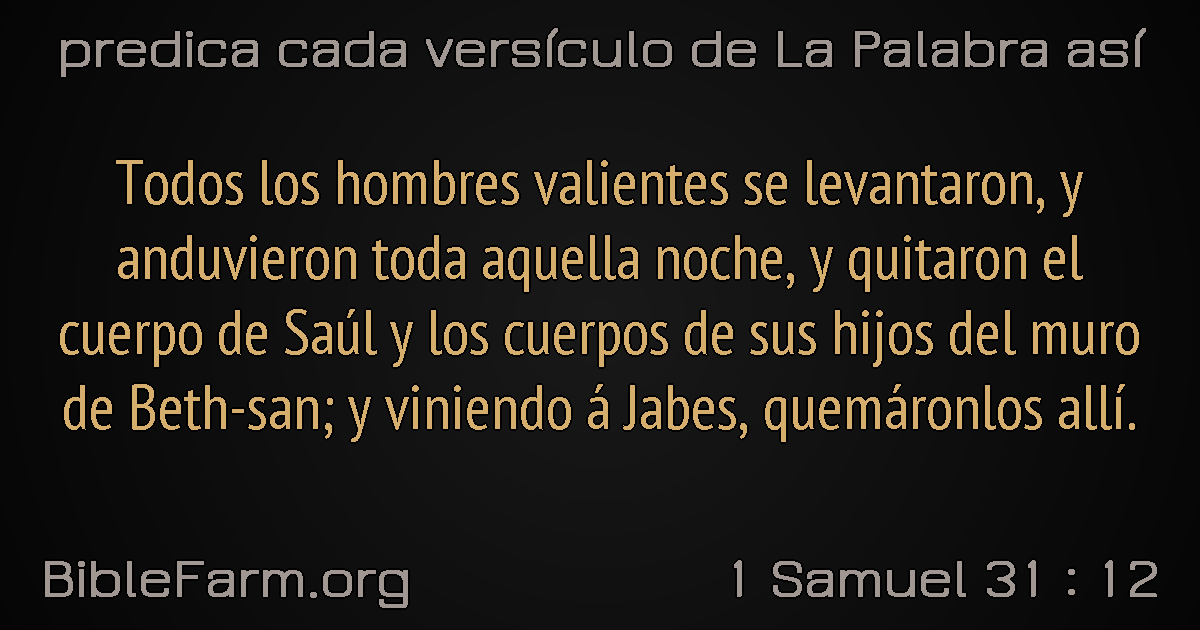 predica cada versículo de La Palabra así
Todos los hombres valientes se levantaron, y
anduvieron toda aquella noche, y quitaron el
cuerpo de Saúl y los cuerpos de sus hijos del muro
de Beth-san; y viniendo á Jabes, quemáronlos allí.
BibleFarm.org
1 Samuel 31 : 12